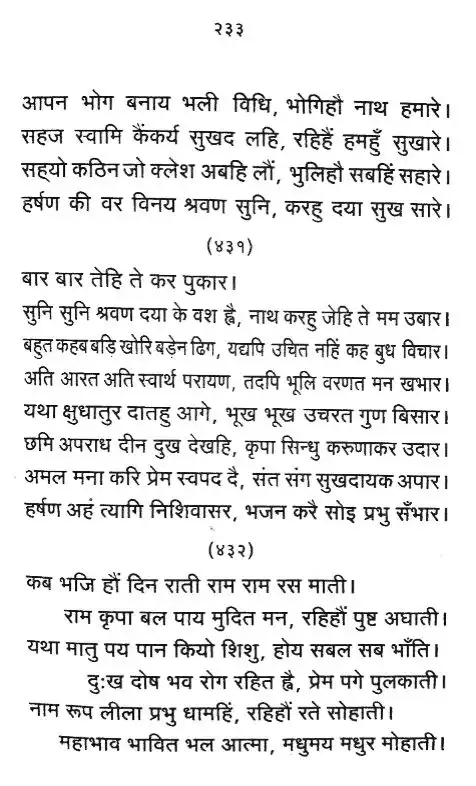 २३३
आपन भोग बनाय भली विधि, भोगिहौ नाथ हमारे।
सहज स्वामि कैंकर्य सुखद लहि, रहिहैं हमहुँ सुखारे।
सह्यो कठिन जो क्लेश अबहि लौं, भुलिहौ सबहिं सहारे।
हर्षण की वर विनय श्रवण सुनि, करहु दया सुख सारे।
(४३१)
बार बार तेहि ते कर पुकार।
सुनि सुनि श्रवण दया के वश ह्वै, नाथ करहु जेहि ते मम उबार।
बहुत कहब बड़ि खोरि बड़ेन ढिग, यद्यपि उचित नहिं कह बुध विचार।
अति आरत अति स्वार्थ परायण, तदपि भूलि वरणत मन खभार।
यथा क्षुधातुर दातहु आगे, भूख भूख उचरत गुण बिसार।
छमि अपराध दीन दुख देखहि, कृपा सिन्धु करुणाकर उदार।
अमल मना करि प्रेम स्वपद दै, संत संग सुखदायक अपार।
हर्षण अहं त्यागि निशिवासर, भजन करै सोइ प्रभु सँभार।
(४३२)
कब भजि हौं दिन राती राम राम रस माती।
राम कृपा बल पाय मुदित मन, रहिहौं पुष्ट अघाती।
यथा मातु पय पान कियो शिशु, होय सबल सब भाँति।
दुःख दोष भव रोग रहित ह्वै, प्रेम पगे पुलकाती।
नाम रूप लीला प्रभु धामहिं, रहिहौं रते सोहाती।
महाभाव भावित भल आत्मा, मधुमय मधुर मोहाती।